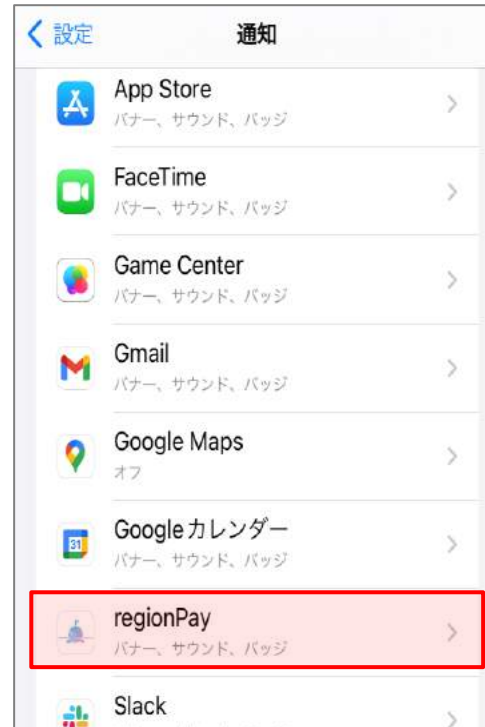 設定 通知
App Store
バナー、サウンド、バッジ
FaceTime
バナー、サウンド、バッジ
Game Center
バナー、サウンド、バッジ
Gmail
バナー、サウンド、バッジ
Google Maps
オフ
31
Googleカレンダー
バナー、サウンド、バッジ
regionPay
バナー、サウンド、バッジ
Slack